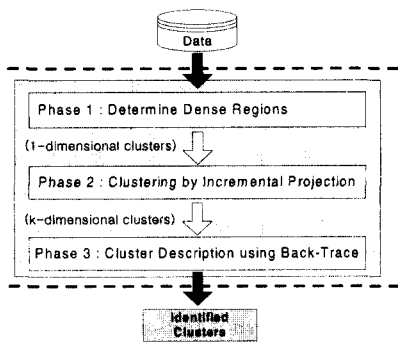 Data
Phase 1 : Determine Dense Regions
(1-dimensional clusters)
Phase 2 : Clustering by Incremental Projection
(k-dimensional clusters)
Phase 3 : Cluster Description using Back-Trace
Identified
Clusters